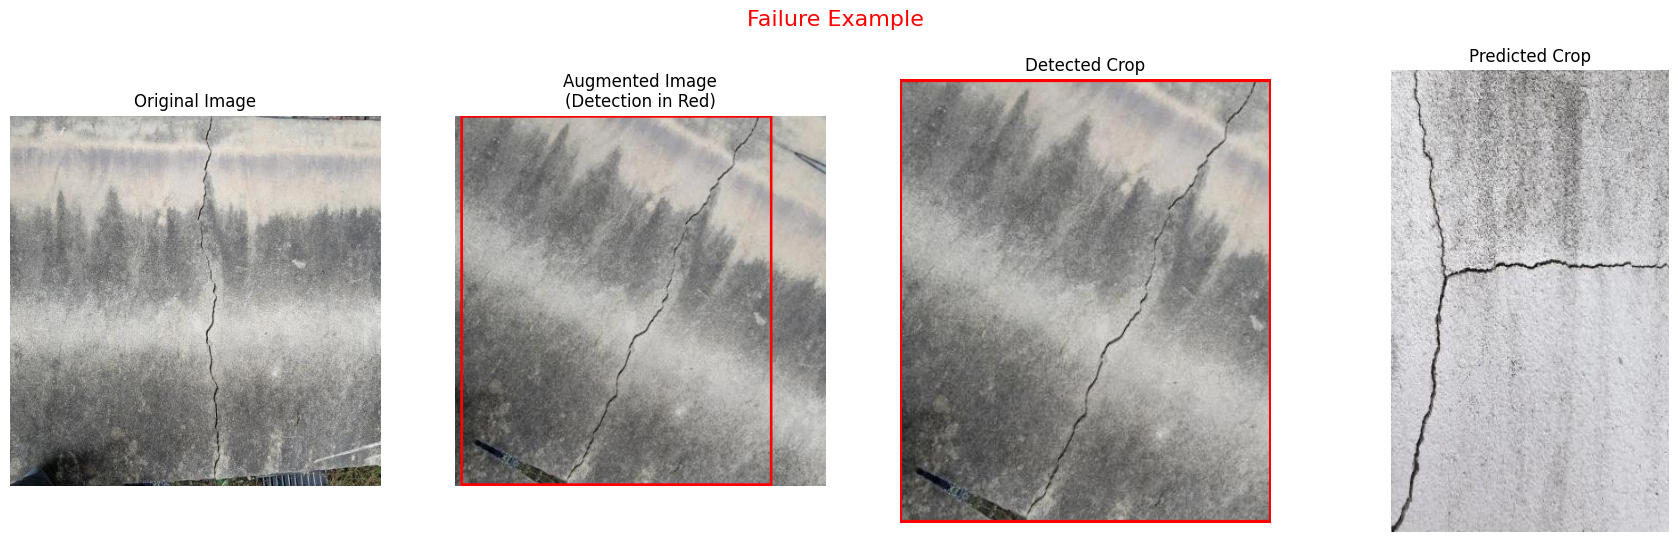 Failure Example
Original Image
Augmented Image
(Detection in Red)
Detected Crop
Predicted Crop